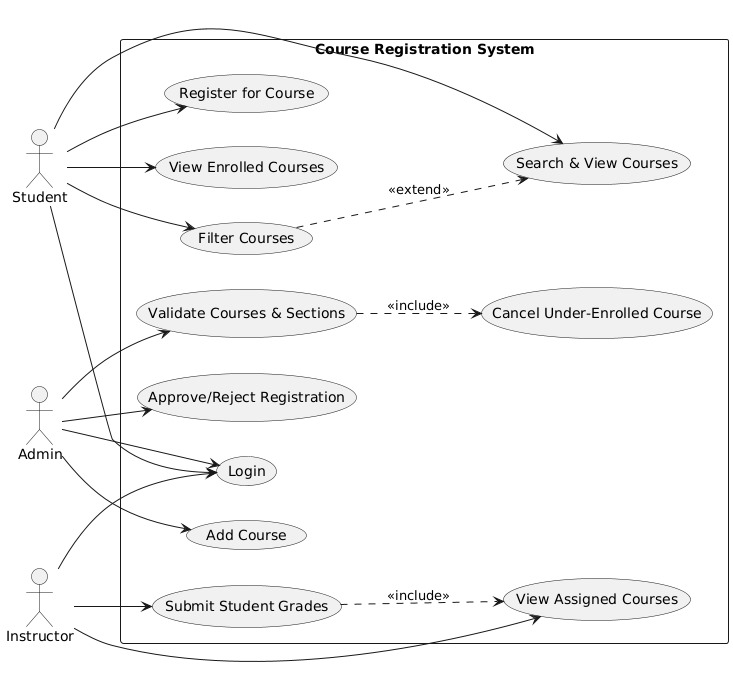 Course Registration System
Register for Course
Search & View Courses
View Enrolled Courses
«extend»
Student
Filter Courses
«include»
Validate Courses & Sections
Cancel Under-Enrolled Course
Approve/Reject Registration
Admin
Login
Add Course
«include»
View Assigned Courses
Submit Student Grades
Instructor